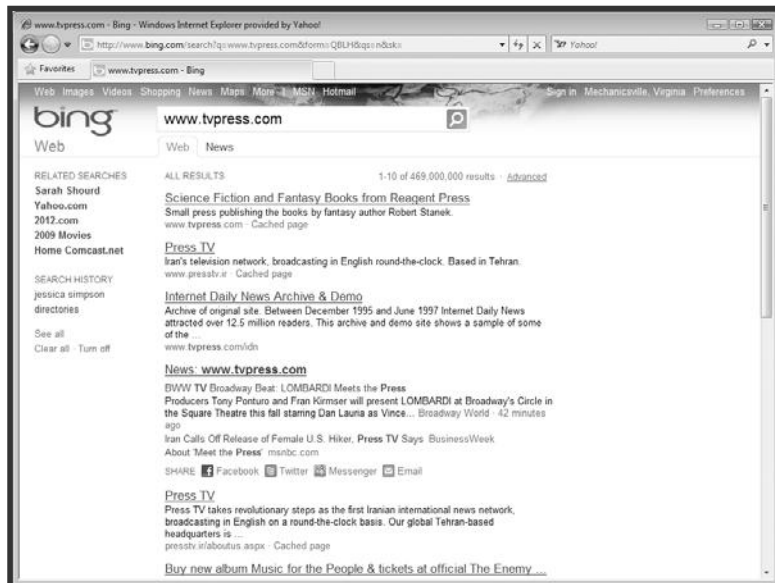 www.tvpress.com - Bing - Windows Internet Explorer provided by Yahoo!
http://www.bing.com/search?q=www.tvpress.com&form=QBLH&qs=n&sk=
Yahoo!
Favorites
www.tvpress.com - Bing
Web Images Videos Shopping News Maps More MSN Hotmail
Sign in Mechanicsville, Virginia Preferences
bing
www.tvpress.com
Web
Web News
RELATED SEARCHES
Sarah Shourd
Yahoo.com
2012.com
2009 Movies
Home Comcast.net
SEARCH HISTORY
jessica simpson
directories
See all
Clear all · Turn off
ALL RESULTS
1-10 of 469,000,000 results · Advanced
Science Fiction and Fantasy Books from Reagent Press
Small press publishing the books by fantasy author Robert Stanek.
www.tvpress.com · Cached page
Press TV
Iran's television network, broadcasting in English round-the-clock. Based in Tehran.
www.presstv.ir · Cached page
Internet Daily News Archive & Demo
Archive of original site. Between December 1995 and June 1997 Internet Daily News
attracted over 12.5 million readers. This archive and demo site shows a sample of some
of the ...
www.tvpress.com/idn
News: www.tvpress.com
BWW TV Broadway Beat: LOMBARDI Meets the Press
Producers Tony Ponturo and Fran Kirmser will present LOMBARDI at Broadway's Circle in
the Square Theatre this fall starring Dan Lauria as Vince... Broadway World · 42 minutes
ago
Iran Calls Off Release of Female U.S. Hiker, Press TV Says BusinessWeek
About 'Meet the Press' msnbc.com
SHARE Facebook Twitter Messenger Email
Press TV
Press TV takes revolutionary steps as the first Iranian international news network,
broadcasting in English on a round-the-clock basis. Our global Tehran-based
headquarters is ...
presstv.ir/aboutus.aspx · Cached page
Buy new album Music for the People & tickets at official The Enemy ...